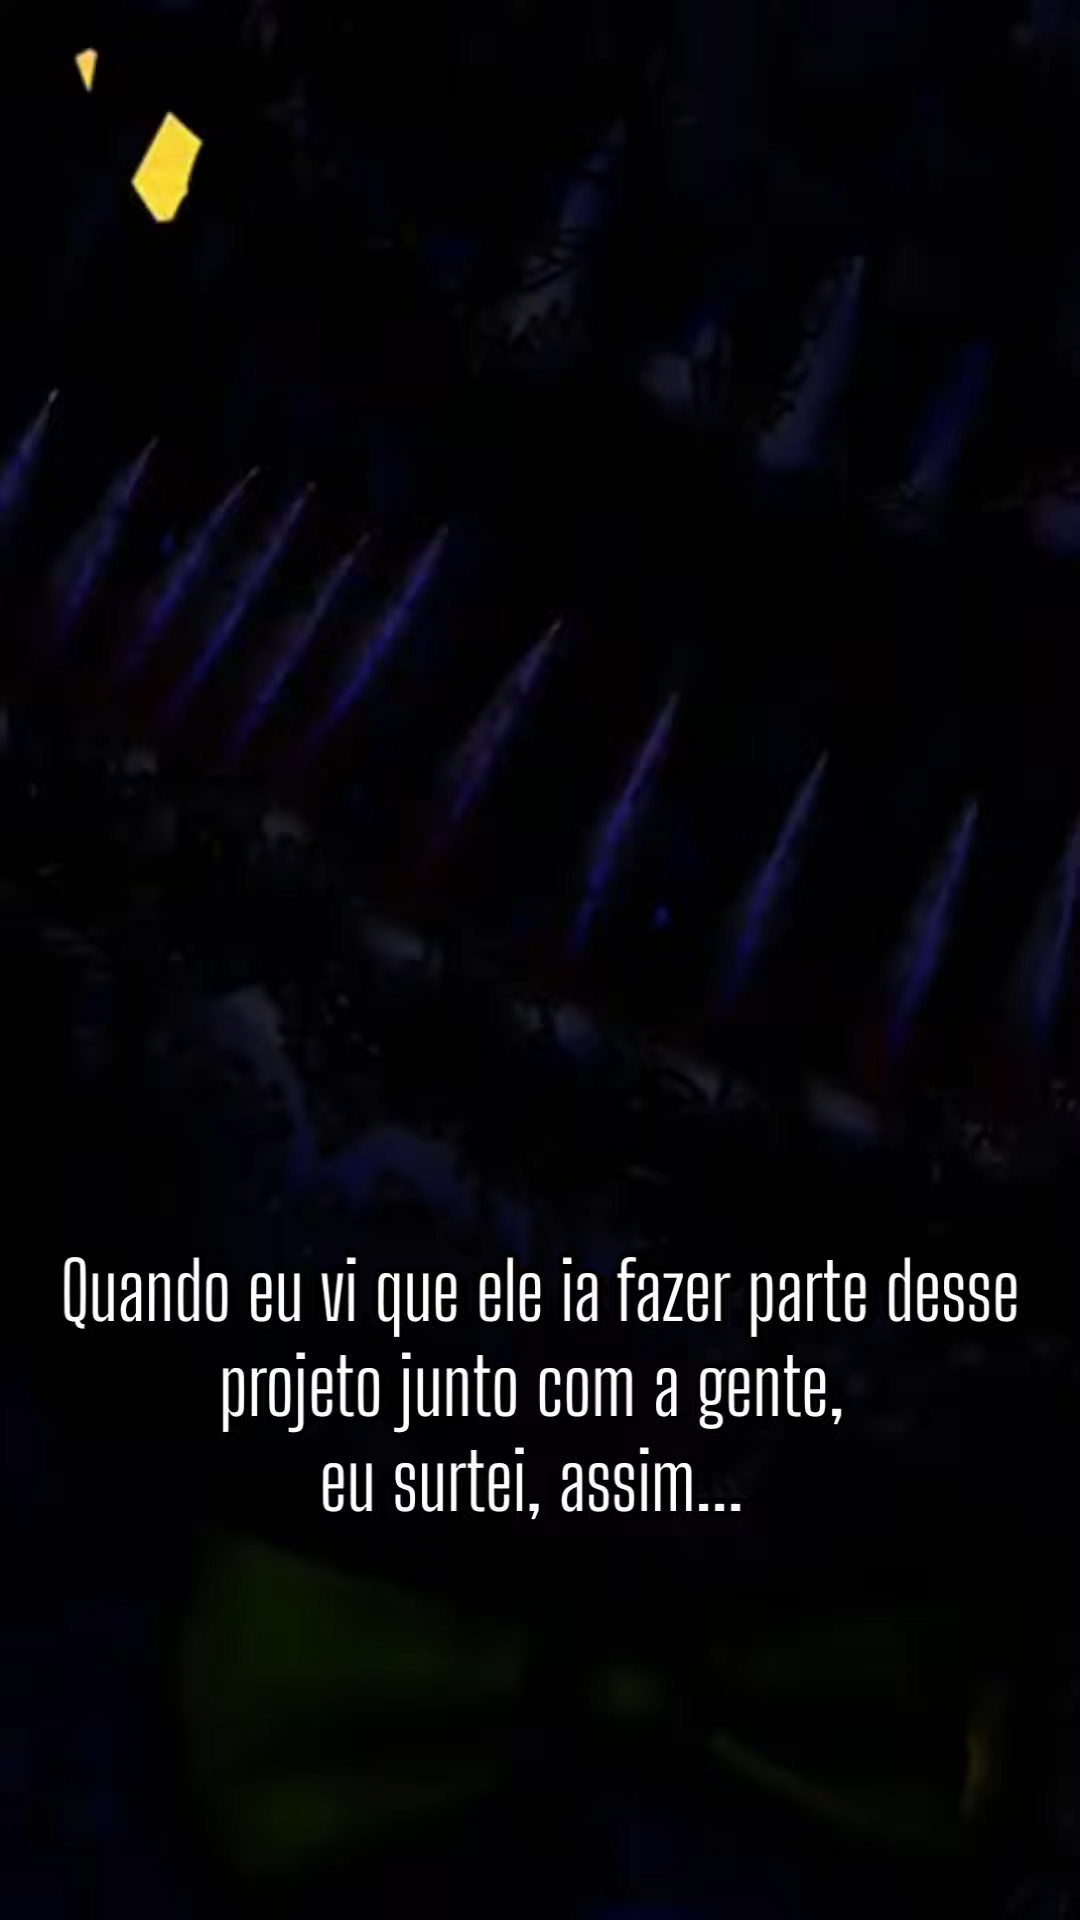 Quando eu vi que ele ia fazer parte desse
projeto junto com a gente,
eu surtei, assim...